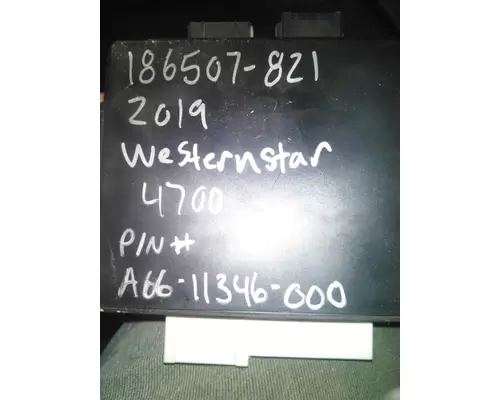 186507-821
2019
Westernstar
4700
P/N#
A66-11346-000